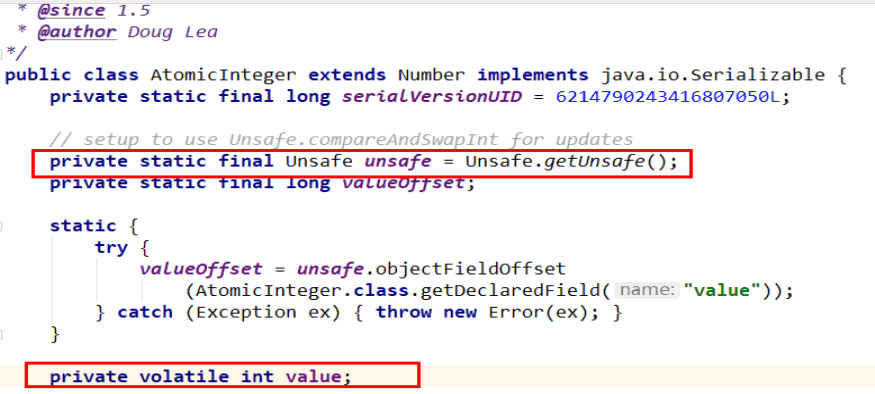 * @since 1.5
* @author Doug Lea
*/
public class AtomicInteger extends Number implements java.io.Serializable {
private static final long serialVersionUID = 6214790243416807050L;
// setup to use Unsafe.compareAndSwapInt for updates
private static final Unsafe unsafe = Unsafe.getUnsafe();
private static final long valueOffset;
static {
try {
valueOffset = unsafe.objectFieldOffset
(AtomicInteger.class.getDeclaredField( name: "value"));
} catch (Exception ex) { throw new Error(ex); }
}
private volatile int value;